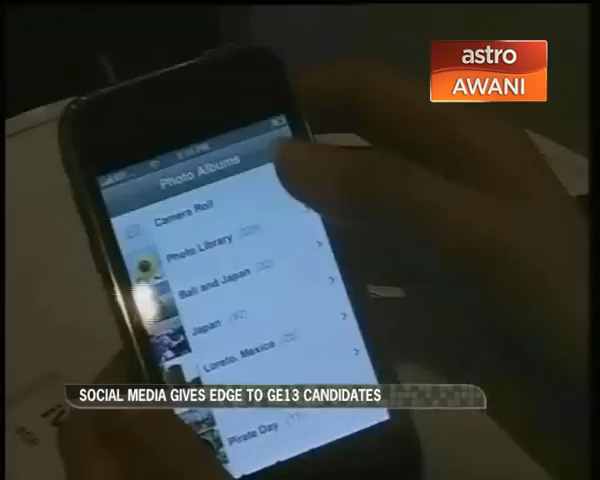 astro
AWANI
Photo Albums
Camera Roll
Photo Library
Bali and Japan
Japan
Loreto, Mexico
Pirate Day
SOCIAL MEDIA GIVES EDGE TO GE13 CANDIDATES